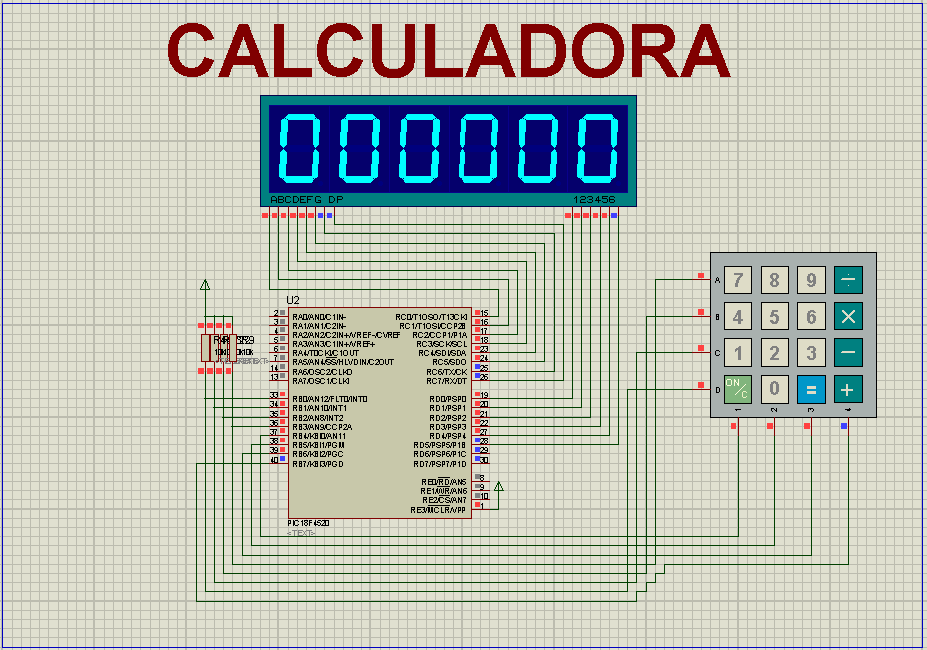 CALCULADORA
000000
ABCDEFG DP
123456
U2
2 RA0/AN0/C1IN-
3 RA1/AN1/C2IN-
4 RA2/AN2/C2IN+/VREF-/CVREF
5 RA3/AN3/C1IN+/VREF+
6 RA4/T0CKI/C1OUT
7 RA5/AN4/SS/HLVDIN/C2OUT
14 RA6/OSC2/CLKO
13 RA7/OSC1/CLKI
33 RB0/AN12/FLT0/INT0
34 RB1/AN10/INT1
35 RB2/AN8/INT2
36 RB3/AN9/CCP2A
37 RB4/KBI0/AN11
38 RB5/KBI1/PGM
39 RB6/KBI2/PGC
40 RB7/KBI3/PGD
RC0/T1OSO/T13CKI 15
RC1/T1OSI/CCP2B 16
RC2/CCP1/P1A 17
RC3/SCK/SCL 18
RC4/SDI/SDA 23
RC5/SDO 24
RC6/TX/CK 25
RC7/RX/DT 26
RD0/PSP0 19
RD1/PSP1 20
RD2/PSP2 21
RD3/PSP3 22
RD4/PSP4 27
RD5/PSP5/P1B 28
RD6/PSP6/P1C 29
RD7/PSP7/P1D 30
RE0/RD/AN5 8
RE1/WR/AN6 9
RE2/CS/AN7 10
RE3/MCLR/VPP 1
PIC18F4520
<TEXT>
A 7 8 9 ÷
B 4 5 6 ×
C 1 2 3 −
D ON/C 0 = +
1 2 3 4